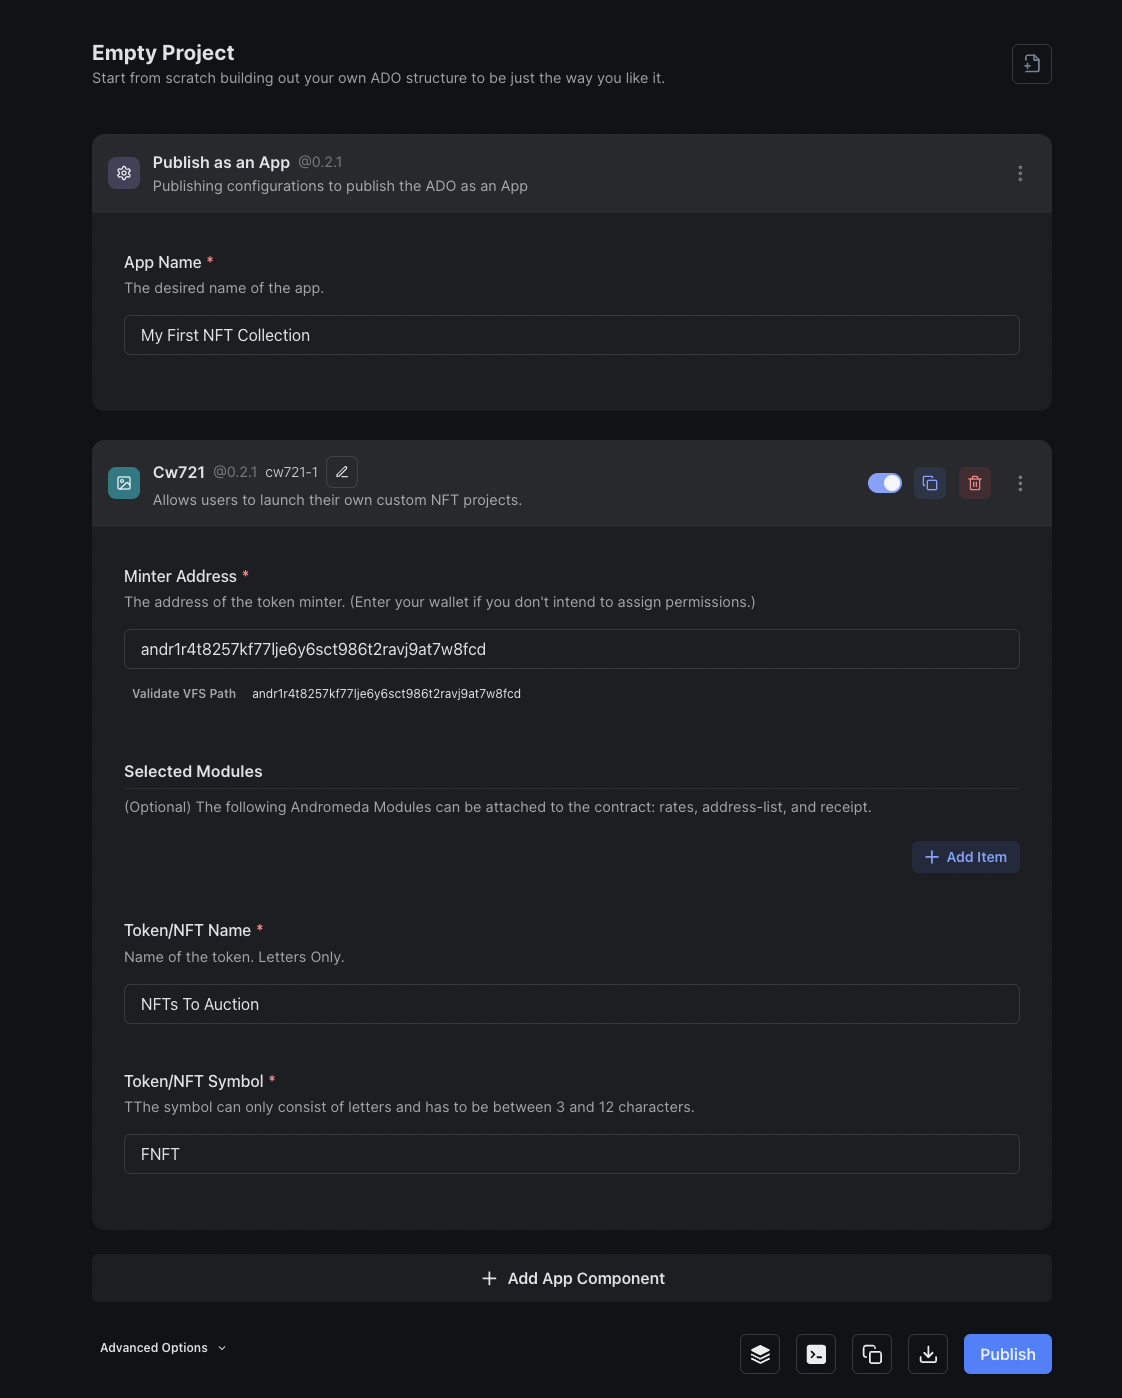 Empty Project
Start from scratch building out your own ADO structure to be just the way you like it.
Publish as an App @0.2.1
Publishing configurations to publish the ADO as an App
App Name *
The desired name of the app.
My First NFT Collection
Cw721 @0.2.1 cw721-1
Allows users to launch their own custom NFT projects.
Minter Address *
The address of the token minter. (Enter your wallet if you don't intend to assign permissions.)
andr1r4t8257kf77lje6y6sct986t2ravj9at7w8fcd
Validate VFS Path andr1r4t8257kf77lje6y6sct986t2ravj9at7w8fcd
Selected Modules
(Optional) The following Andromeda Modules can be attached to the contract: rates, address-list, and receipt.
Add Item
Token/NFT Name *
Name of the token. Letters Only.
NFTs To Auction
Token/NFT Symbol *
TThe symbol can only consist of letters and has to be between 3 and 12 characters.
FNFT
Add App Component
Advanced Options
Publish